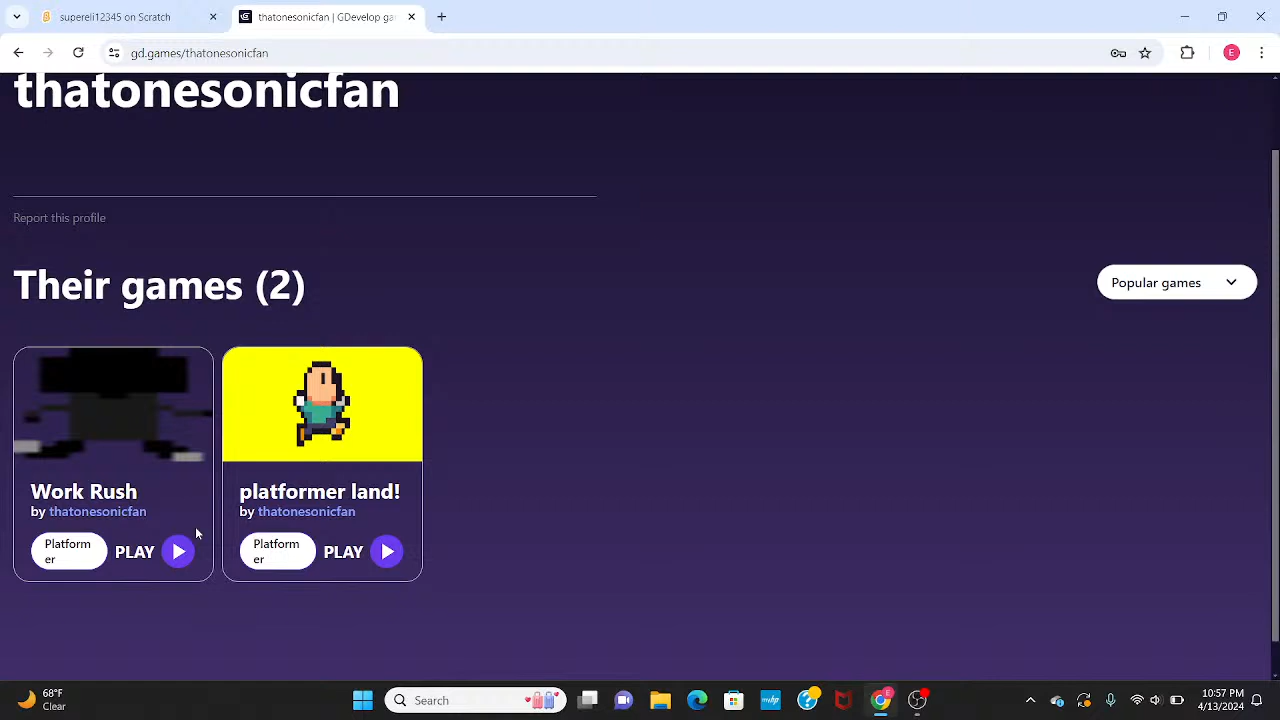 supereli12345 on Scratch
thatonesonicfan | GDevelop ga
gd.games/thatonesonicfan
E
thatonesonicfan
Report this profile
Their games (2)
Popular games
Work Rush
by thatonesonicfan
Platform
er
PLAY
platformer land!
by thatonesonicfan
Platform
er
PLAY
68°F
Clear
Search
10:57 PM
4/13/2024